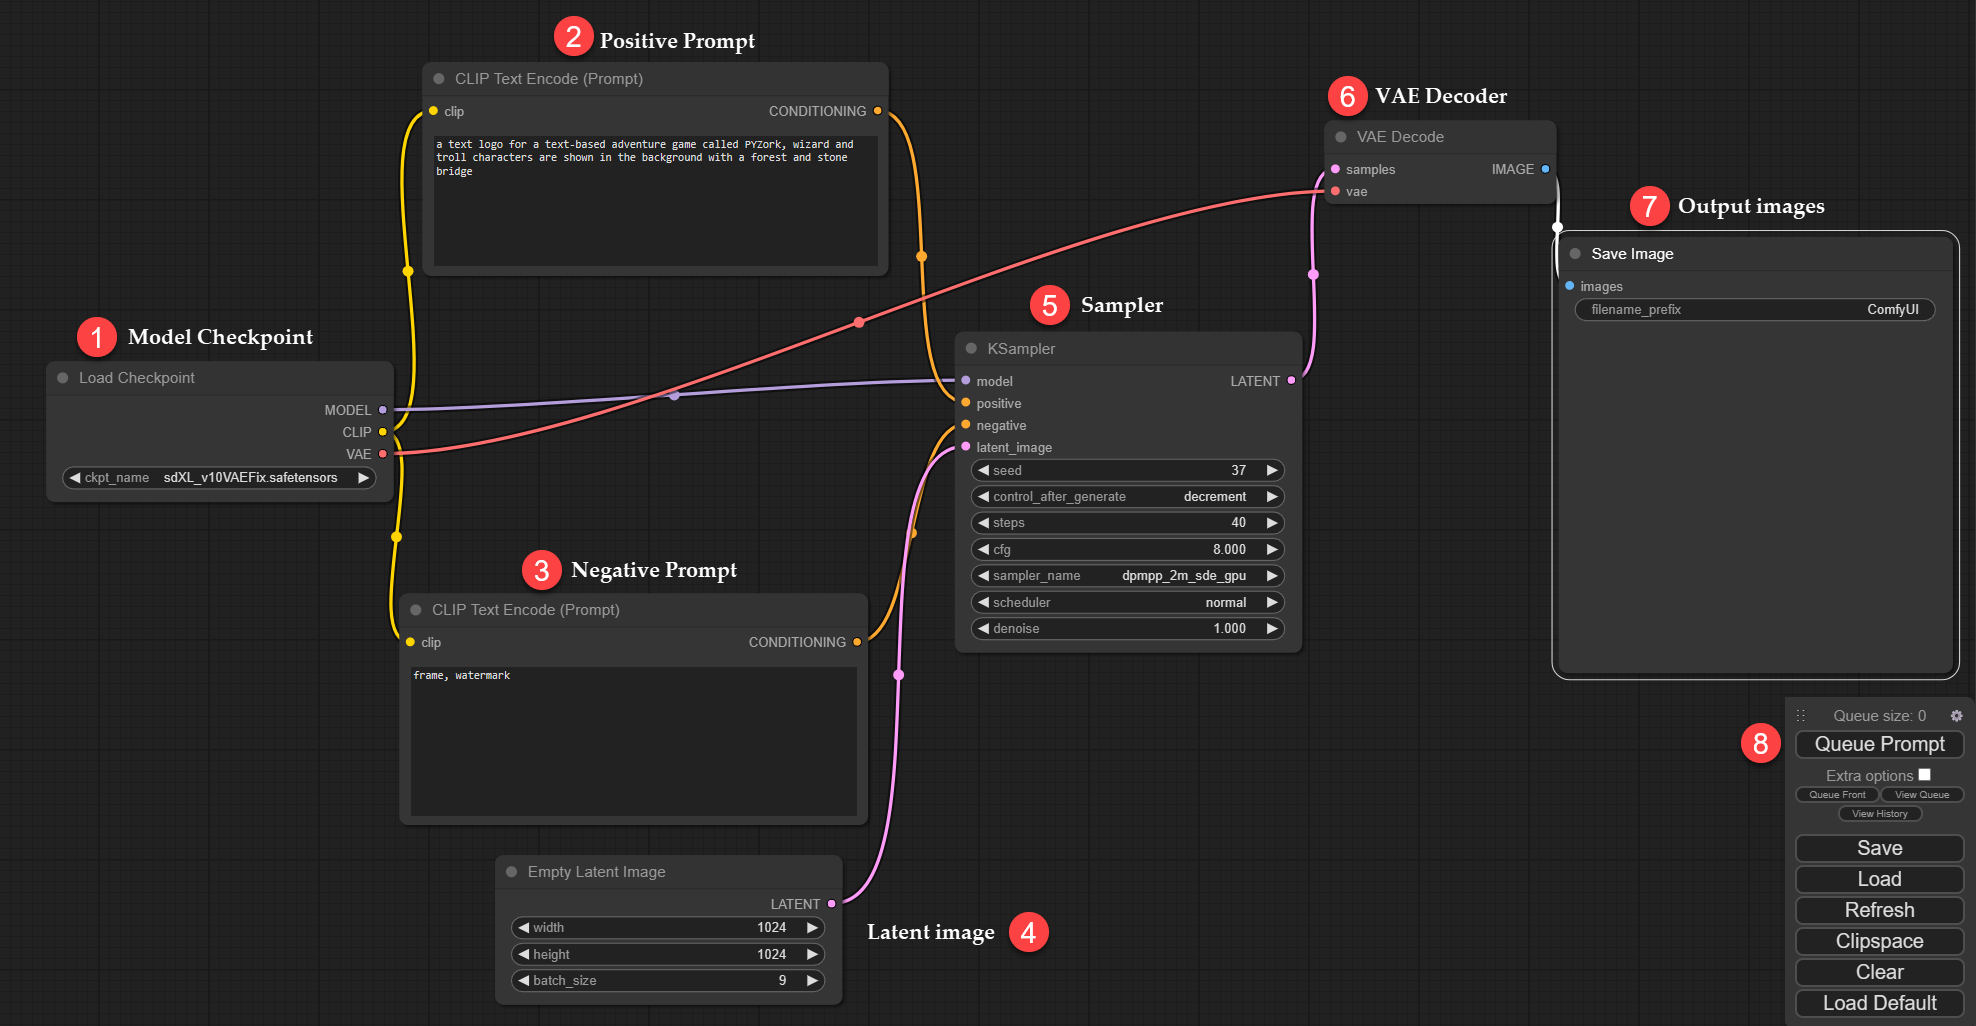 2 Positive Prompt
CLIP Text Encode (Prompt)
clip CONDITIONING
a text logo for a text-based adventure game called PYZork, wizard and
troll characters are shown in the background with a forest and stone
bridge
1 Model Checkpoint
Load Checkpoint
MODEL
CLIP
VAE
ckpt_name sdXL_v10VAEFix.safetensors
3 Negative Prompt
CLIP Text Encode (Prompt)
clip CONDITIONING
frame, watermark
Empty Latent Image
LATENT
width 1024
height 1024
batch_size 9
Latent image 4
5 Sampler
KSampler
model LATENT
positive
negative
latent_image
seed 37
control_after_generate decrement
steps 40
cfg 8.000
sampler_name dpmpp_2m_sde_gpu
scheduler normal
denoise 1.000
6 VAE Decoder
VAE Decode
samples IMAGE
vae
7 Output images
Save Image
images
filename_prefix ComfyUI
Queue size: 0
8 Queue Prompt
Extra options
Queue Front View Queue
View History
Save
Load
Refresh
Clipspace
Clear
Load Default